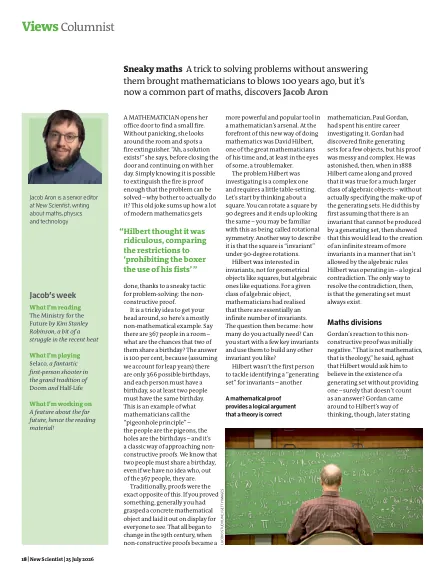 Views Columnist
Sneaky maths A trick to solving problems without answering
them brought mathematicians to blows 100 years ago, but it's
now a common part of maths, discovers Jacob Aron
Jacob Aron is a senior editor
at New Scientist, writing
about maths, physics
and technology
Jacob's week
What I'm reading
The Ministry for the
Future by Kim Stanley
Robinson, a bit of a
struggle in the recent heat
What I'm playing
Selaco, a fantastic
first-person shooter in
the grand tradition of
Doom and Half-Life
What I'm working on
A feature about the far
future, hence the reading
material!
A MATHEMATICIAN opens her
office door to find a small fire.
Without panicking, she looks
around the room and spots a
fire extinguisher. "Ah, a solution
exists!" she says, before closing the
door and continuing on with her
day. Simply knowing it is possible
to extinguish the fire is proof
enough that the problem can be
solved – why bother to actually do
it? This old joke sums up how a lot
of modern mathematics gets
"Hilbert thought it was
ridiculous, comparing
the restrictions to
'prohibiting the boxer
the use of his fists'"
done, thanks to a sneaky tactic
for problem-solving: the non-
constructive proof.
It is a tricky idea to get your
head around, so here's a mostly
non-mathematical example. Say
there are 367 people in a room –
what are the chances that two of
them share a birthday? The answer
is 100 per cent, because (assuming
we account for leap years) there
are only 366 possible birthdays,
and each person must have a
birthday, so at least two people
must have the same birthday.
This is an example of what
mathematicians call the
"pigeonhole principle" –
the people are the pigeons, the
holes are the birthdays – and it's
a classic way of approaching non-
constructive proofs. We know that
two people must share a birthday,
even if we have no idea who, out
of the 367 people, they are.
Traditionally, proofs were the
exact opposite of this. If you proved
something, generally you had
grasped a concrete mathematical
object and laid it out on display for
everyone to see. That all began to
change in the 19th century, when
non-constructive proofs became a
more powerful and popular tool in
a mathematician's arsenal. At the
forefront of this new way of doing
mathematics was David Hilbert,
one of the great mathematicians
of his time and, at least in the eyes
of some, a troublemaker.
The problem Hilbert was
investigating is a complex one
and requires a little table-setting.
Let's start by thinking about a
square. You can rotate a square by
90 degrees and it ends up looking
the same – you may be familiar
with this as being called rotational
symmetry. Another way to describe
it is that the square is "invariant"
under 90-degree rotations.
Hilbert was interested in
invariants, not for geometrical
objects like squares, but algebraic
ones like equations. For a given
class of algebraic object,
mathematicians had realised
that there are essentially an
infinite number of invariants.
The question then became: how
many do you actually need? Can
you start with a few key invariants
and use them to build any other
invariant you like?
Hilbert wasn't the first person
to tackle identifying a "generating
set" for invariants – another
A mathematical proof
provides a logical argument
that a theory is correct
mathematician, Paul Gordan,
had spent his entire career
investigating it. Gordan had
discovered finite generating
sets for a few objects, but his proof
was messy and complex. He was
astonished, then, when in 1888
Hilbert came along and proved
that it was true for a much larger
class of algebraic objects – without
actually specifying the make-up of
the generating sets. He did this by
first assuming that there is an
invariant that cannot be produced
by a generating set, then showed
that this would lead to the creation
of an infinite stream of more
invariants in a manner that isn't
allowed by the algebraic rules
Hilbert was operating in – a logical
contradiction. The only way to
resolve the contradiction, then,
is that the generating set must
always exist.
Maths divisions
Gordan's reaction to this non-
constructive proof was initially
negative. "That is not mathematics,
that is theology," he said, aghast
that Hilbert would ask him to
believe in the existence of a
generating set without providing
one – surely that doesn't count
as an answer? Gordan came
around to Hilbert's way of
thinking, though, later stating
18 | New Scientist | 25 July 2026